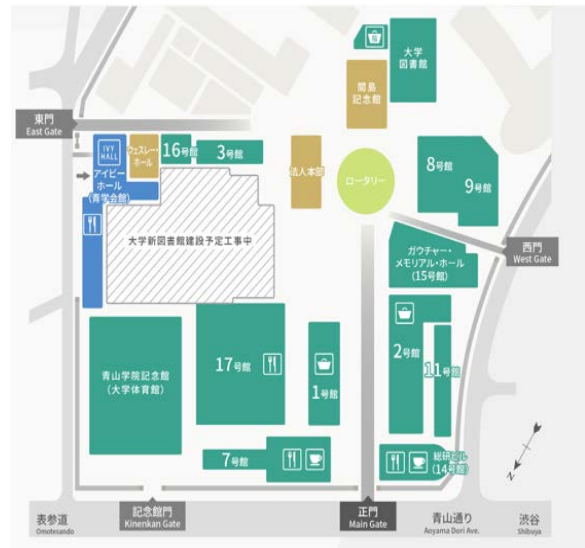 大学
図書館
間島
記念館
東門
East Gate
IVY
HALL
アイビー
ホール
(青学会館)
ウェスレー・
ホール
16号館
3号館
法人本部
ロータリー
8号館
9号館
大学新図書館建設予定工事中
ガウチャー・
メモリアル・ホール
(15号館)
西門
West Gate
青山学院記念館
(大学体育館)
17号館
1号館
2号館
11号館
7号館
総研ビル
(14号館)
N
表参道
Omotesando
記念館門
Kinenkan Gate
正門
Main Gate
青山通り
Aoyama Dori Ave.
渋谷
Shibuya